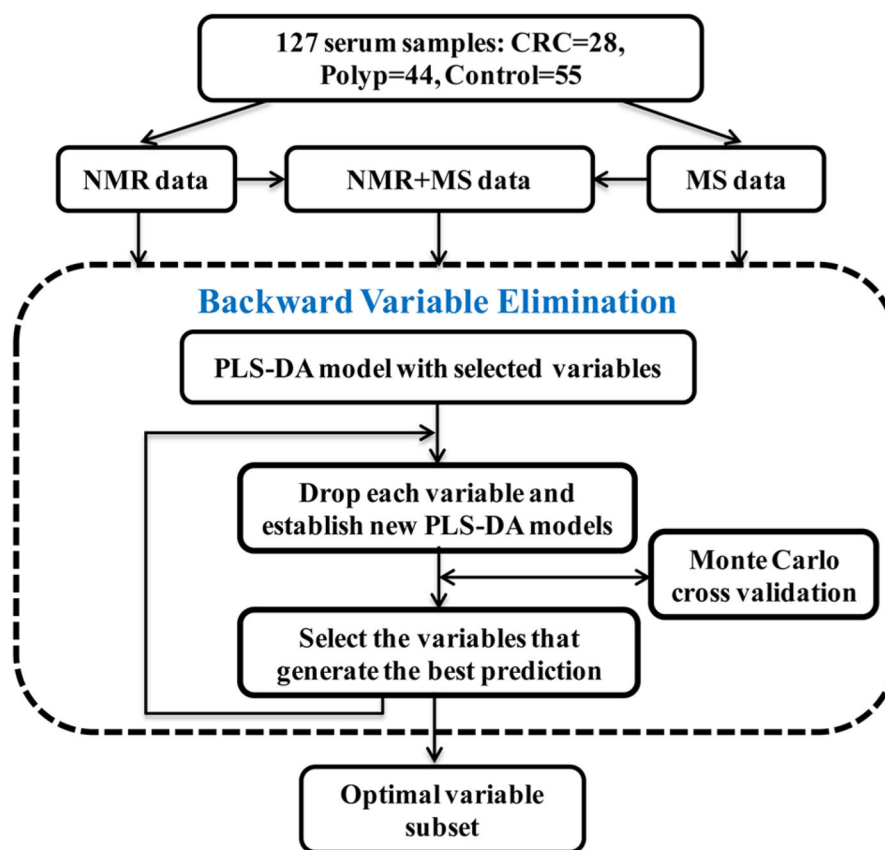 127 serum samples: CRC=28,
Polyp=44, Control=55
NMR data
NMR+MS data
MS data
Backward Variable Elimination
PLS-DA model with selected variables
Drop each variable and
establish new PLS-DA models
Monte Carlo
cross validation
Select the variables that
generate the best prediction
Optimal variable
subset